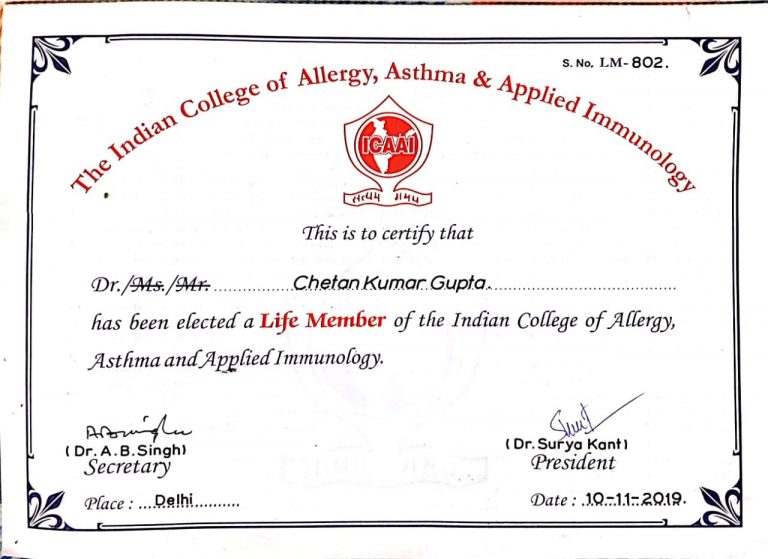 S. No. LM-802.
The Indian College of Allergy, Asthma & Applied Immunology
ICAAI
सत्यम गमय
This is to certify that
Dr./Ms./Mr. Chetan Kumar Gupta.
has been elected a Life Member of the Indian College of Allergy,
Asthma and Applied Immunology.
(Dr. A.B. Singh)
Secretary
(Dr. Surya Kant)
President
Place : Delhi
Date : 10-11-2019.